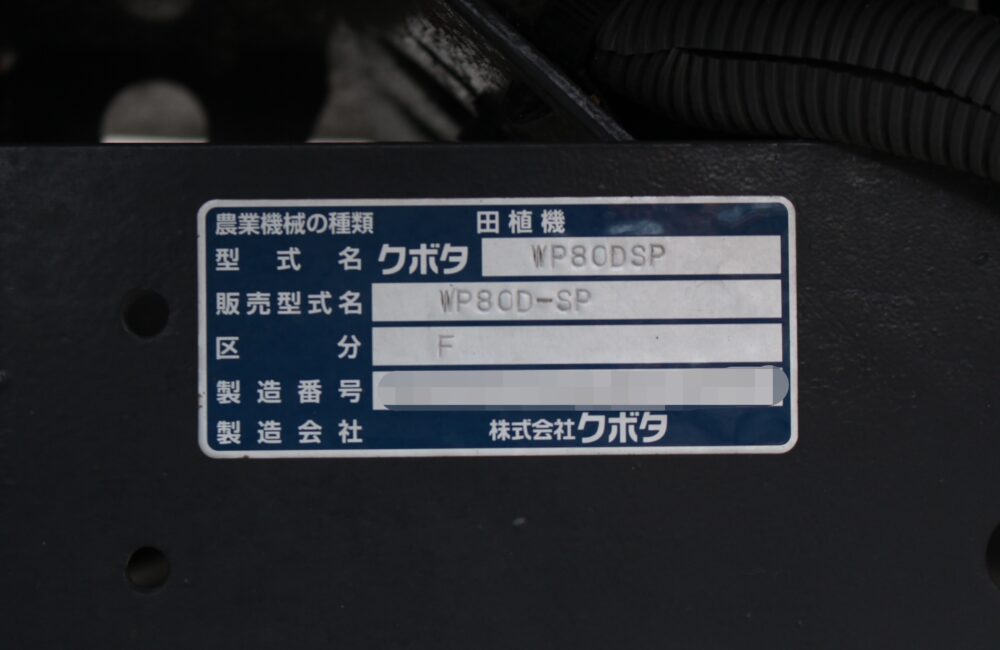 農業機械の種類 田植機
型式名 クボタ WP80DSP
販売型式名 WP80D-SP
区分 F
製造番号
製造会社 株式会社クボタ